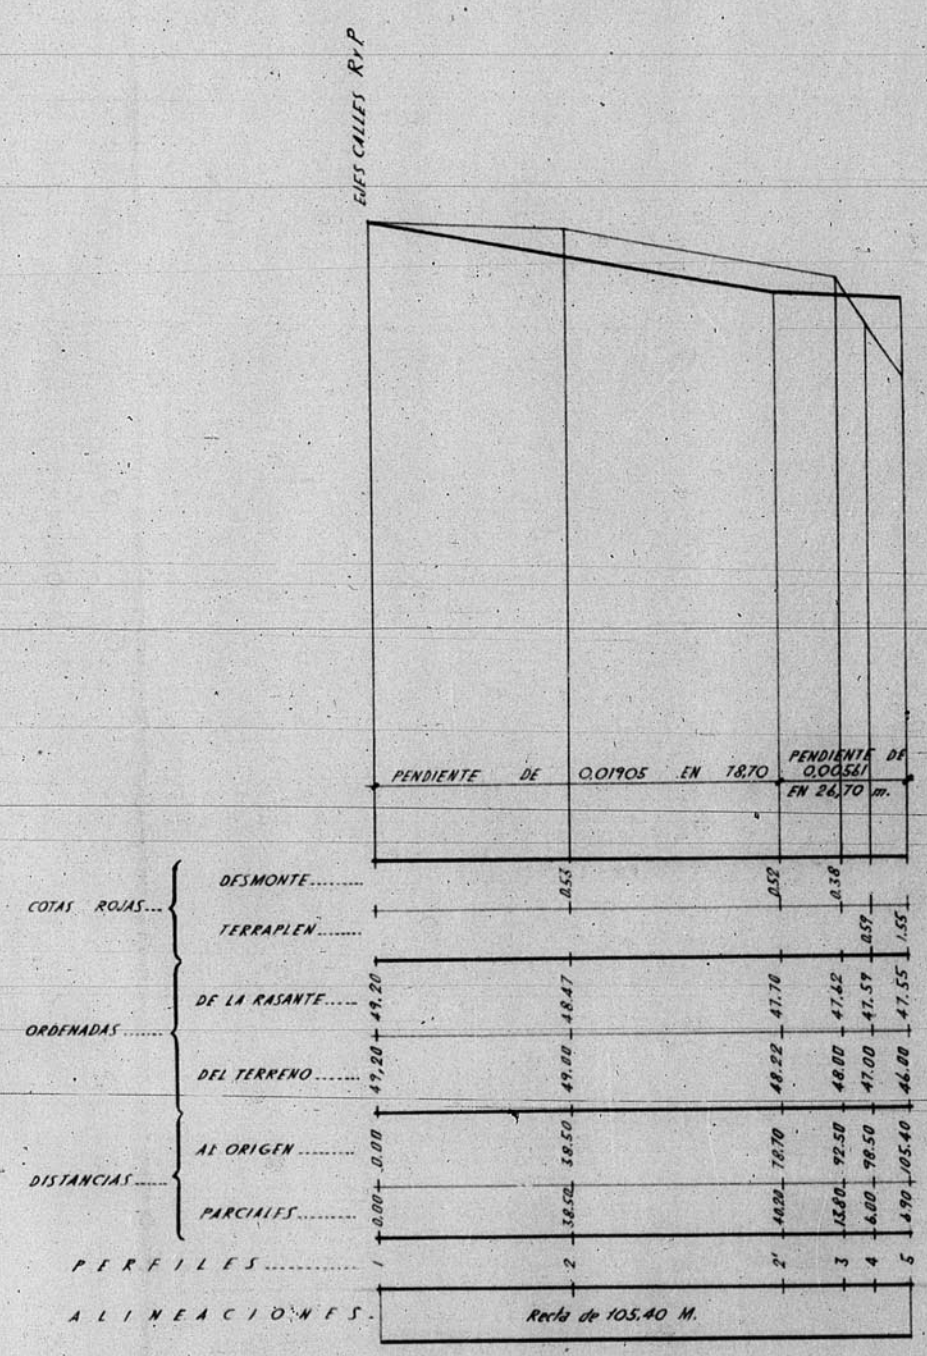 EJES CALLES R y P
PENDIENTE DE 0,01905 EN 78,70
PENDIENTE DE
0,00561
EN 26,70 m.
COTAS ROJAS...
DESMONTE......... 0.53 0.52 0.38
TERRAPLEN....... 0.59 1.55
ORDENADAS......
DE LA RASANTE..... 49.20 48.47 47.70 47.62 47.59 47.55
DEL TERRENO....... 49,20 49.00 48.22 48.00 47.00 46.00
DISTANCIAS.....
AL ORIGEN......... 0.00 38.50 78.70 92.50 98.50 105.40
PARCIALES.......... 0.00 38.50 40.20 13.80 6.00 6.90
PERFILES............ 1 2 2' 3 4 5
ALINEACIONES. Recta de 105,40 M.